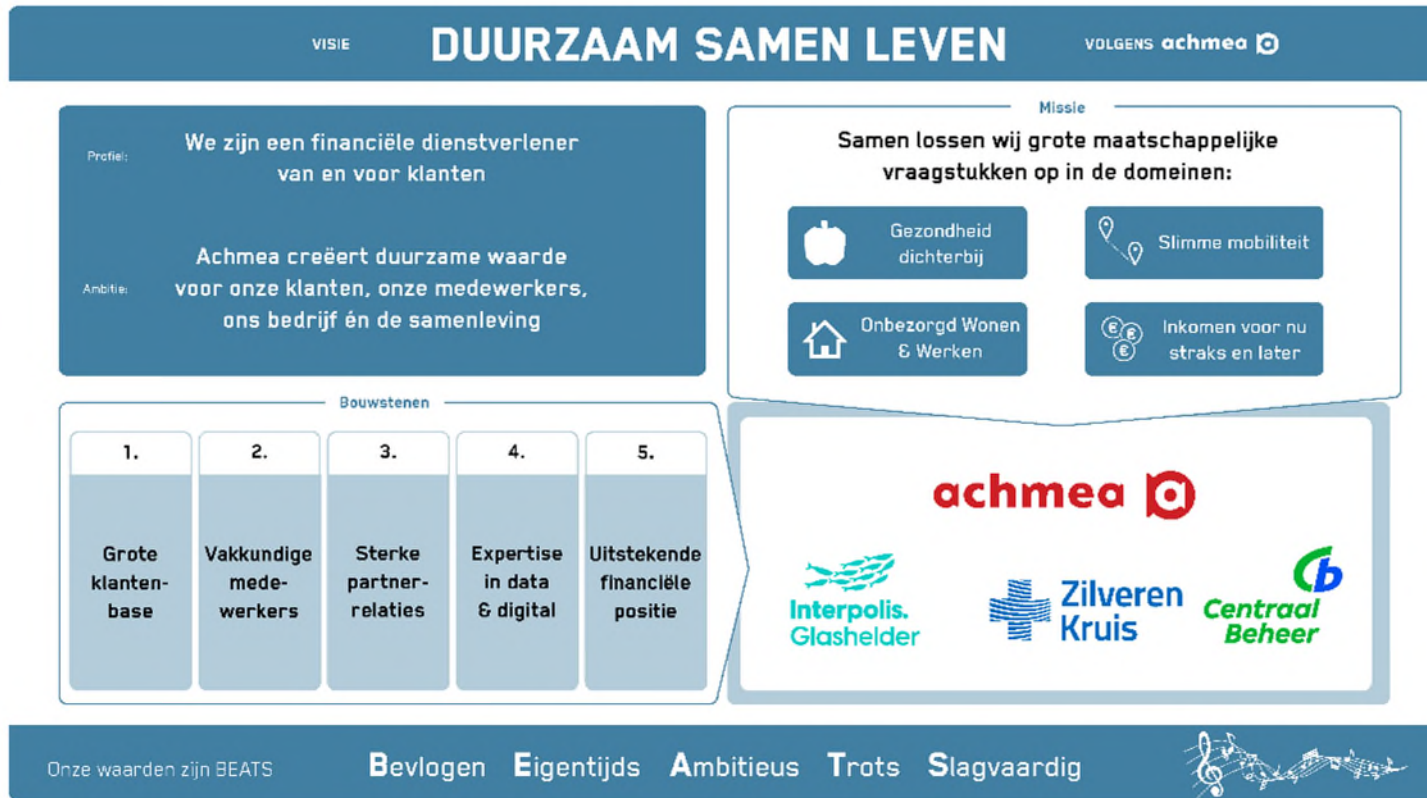 VISIE DUURZAAM SAMEN LEVEN VOLGENS achmea
Profiel:
We zijn een financiële dienstverlener
van en voor klanten
Ambitie:
Achmea creëert duurzame waarde
voor onze klanten, onze medewerkers,
ons bedrijf én de samenleving
Missie
Samen lossen wij grote maatschappelijke
vraagstukken op in de domeinen:
Gezondheid
dichterbij
Slimme mobiliteit
Onbezorgd Wonen
& Werken
Inkomen voor nu
straks en later
Bouwstenen
1.
Grote
klanten-
base
2.
Vakkundige
mede-
werkers
3.
Sterke
partner-
relaties
4.
Expertise
in data
& digital
5.
Uitstekende
financiële
positie
achmea
Interpolis.
Glashelder
Zilveren
Kruis
Cb
Centraal
Beheer
Onze waarden zijn BEATS Bevlogen Eigentijds Ambitieus Trots Slagvaardig